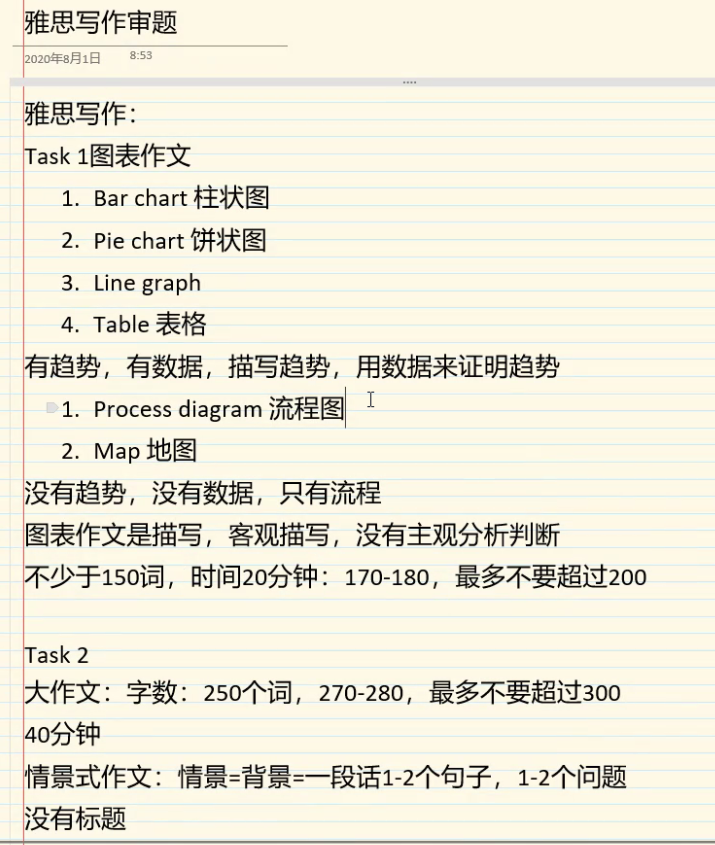 雅思写作审题
2020年8月1日 8:53
雅思写作：
Task 1图表作文
1. Bar chart 柱状图
2. Pie chart 饼状图
3. Line graph
4. Table 表格
有趋势，有数据，描写趋势，用数据来证明趋势
1. Process diagram 流程图
2. Map 地图
没有趋势，没有数据，只有流程
图表作文是描写，客观描写，没有主观分析判断
不少于150词，时间20分钟：170-180，最多不要超过200
Task 2
大作文：字数：250个词，270-280，最多不要超过300
40分钟
情景式作文：情景=背景=一段话1-2个句子，1-2个问题
没有标题